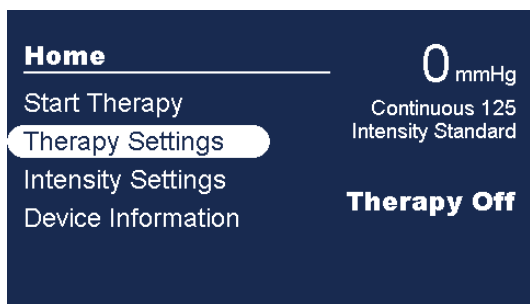 Home
Start Therapy
Therapy Settings
Intensity Settings
Device Information
0 mmHg
Continuous 125
Intensity Standard
Therapy Off